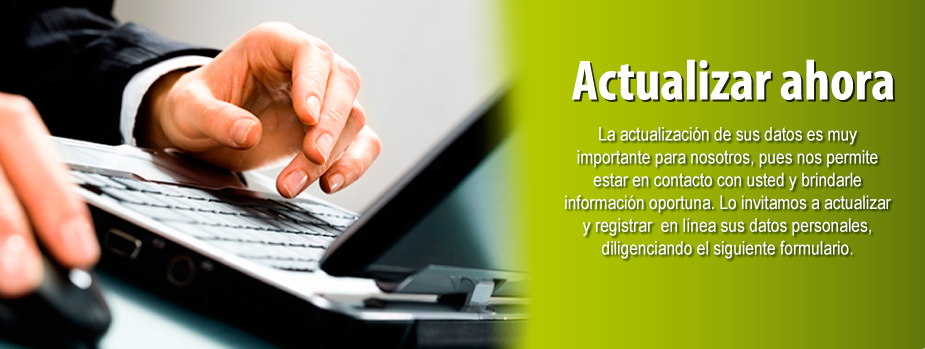 Actualizar ahora
La actualización de sus datos es muy
importante para nosotros, pues nos permite
estar en contacto con usted y brindarle
información oportuna. Lo invitamos a actualizar
y registrar en línea sus datos personales,
diligenciando el siguiente formulario.